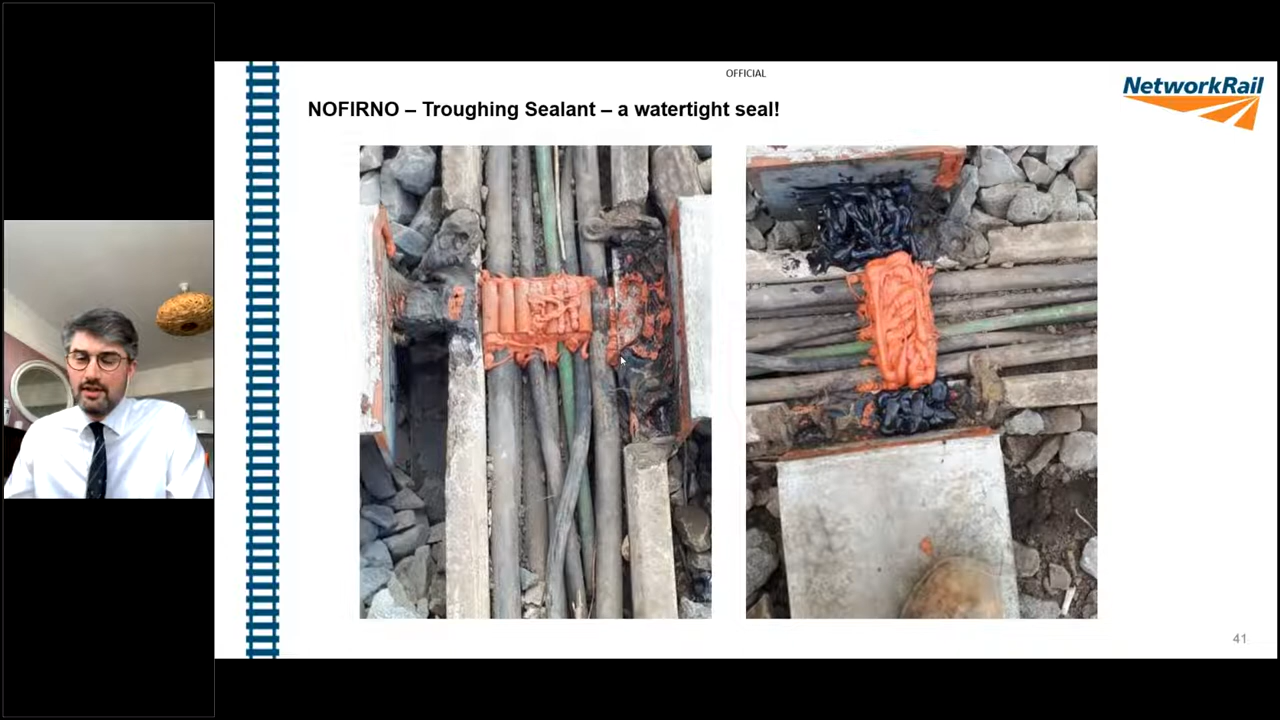 OFFICIAL
NOFIRNO – Troughing Sealant – a watertight seal!
NetworkRail
41